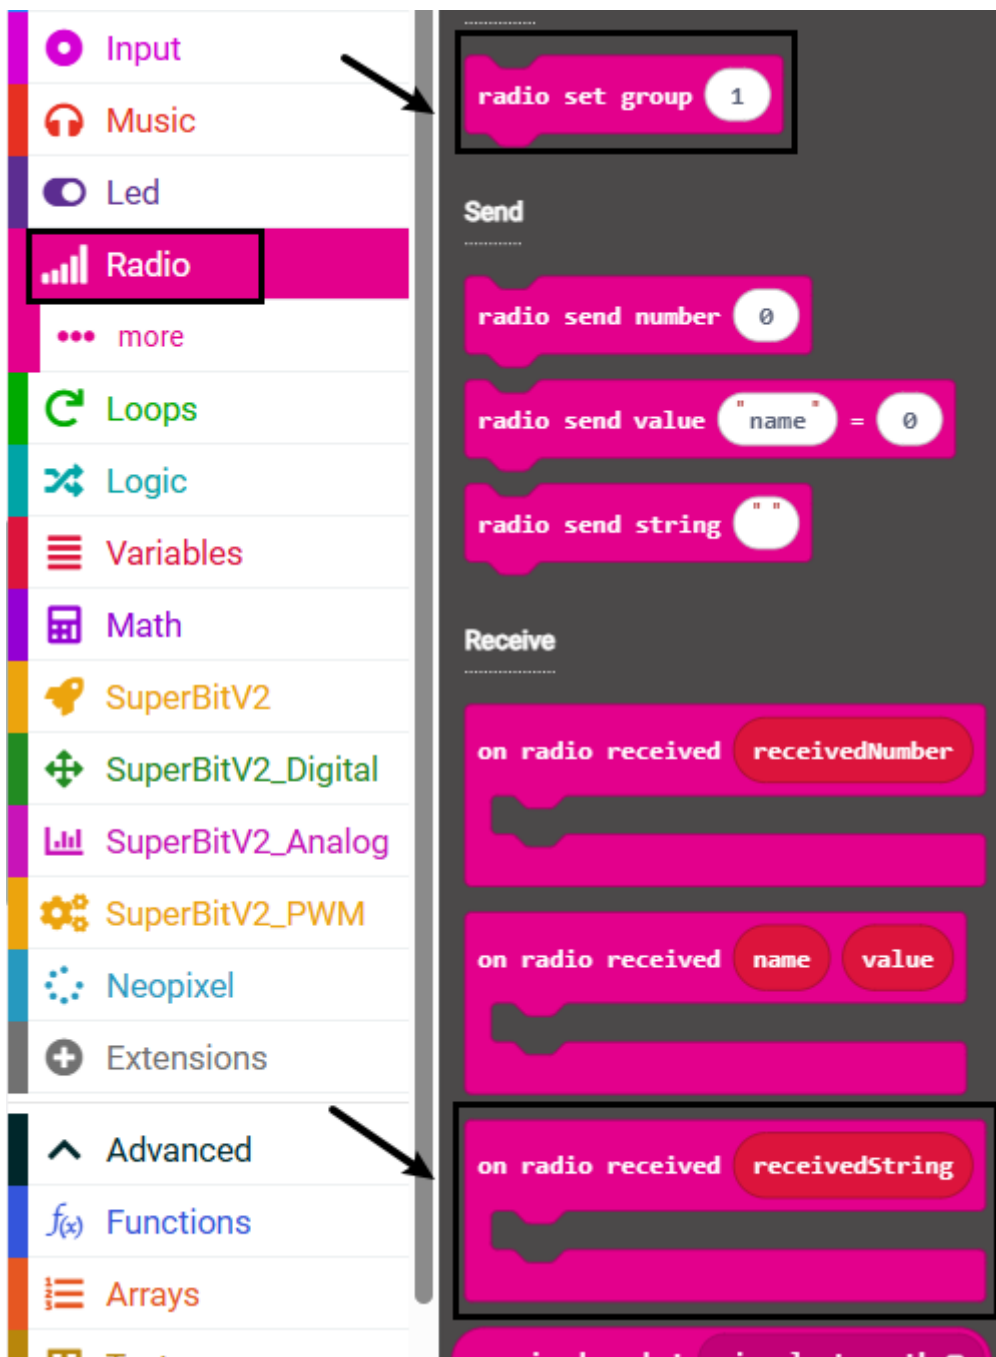 Input
Music
Led
Radio
more
Loops
Logic
Variables
Math
SuperBitV2
SuperBitV2_Digital
SuperBitV2_Analog
SuperBitV2_PWM
Neopixel
Extensions
Advanced
Functions
Arrays
radio set group 1
Send
radio send number 0
radio send value "name" = 0
radio send string " "
Receive
on radio received receivedNumber
on radio received name value
on radio received receivedString